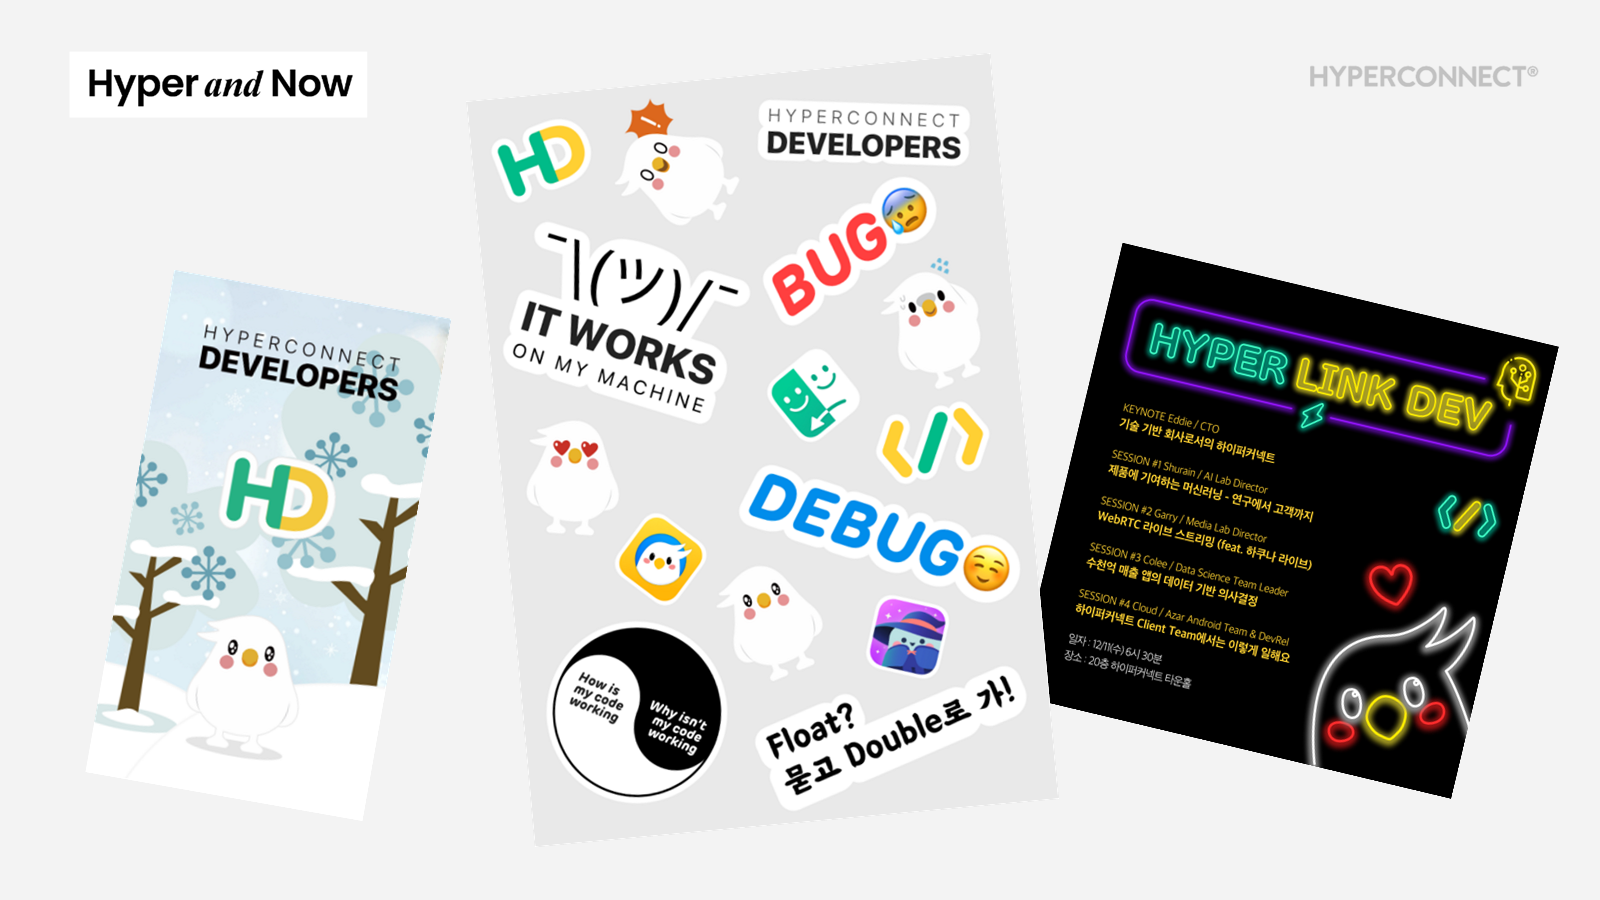 Hyper and Now
HYPERCONNECT®
HYPERCONNECT
DEVELOPERS
HD
HD
!
HYPERCONNECT
DEVELOPERS
BUG
¯\(ツ)/¯
IT WORKS
ON MY MACHINE
</>
DEBUG
How is
my code
working
Why isn't
my code
working
Float?
묻고 Double로 가!
HYPER LINK DEV
KEYNOTE Eddie / CTO
기술 기반 회사로서의 하이퍼커넥트
SESSION #1 Shurain / AI Lab Director
제품에 기여하는 머신러닝 - 연구에서 고객까지
SESSION #2 Garry / Media Lab Director
WebRTC 라이브 스트리밍 (feat. 하쿠나 라이브)
SESSION #3 Colee / Data Science Team Leader
수천억 매출 앱의 데이터 기반 의사결정
SESSION #4 Cloud / Azar Android Team & DevRel
하이퍼커넥트 Client Team에서는 이렇게 일해요
일자 : 12/11(수) 6시 30분
장소 : 20층 하이퍼커넥트 타운홀
</>